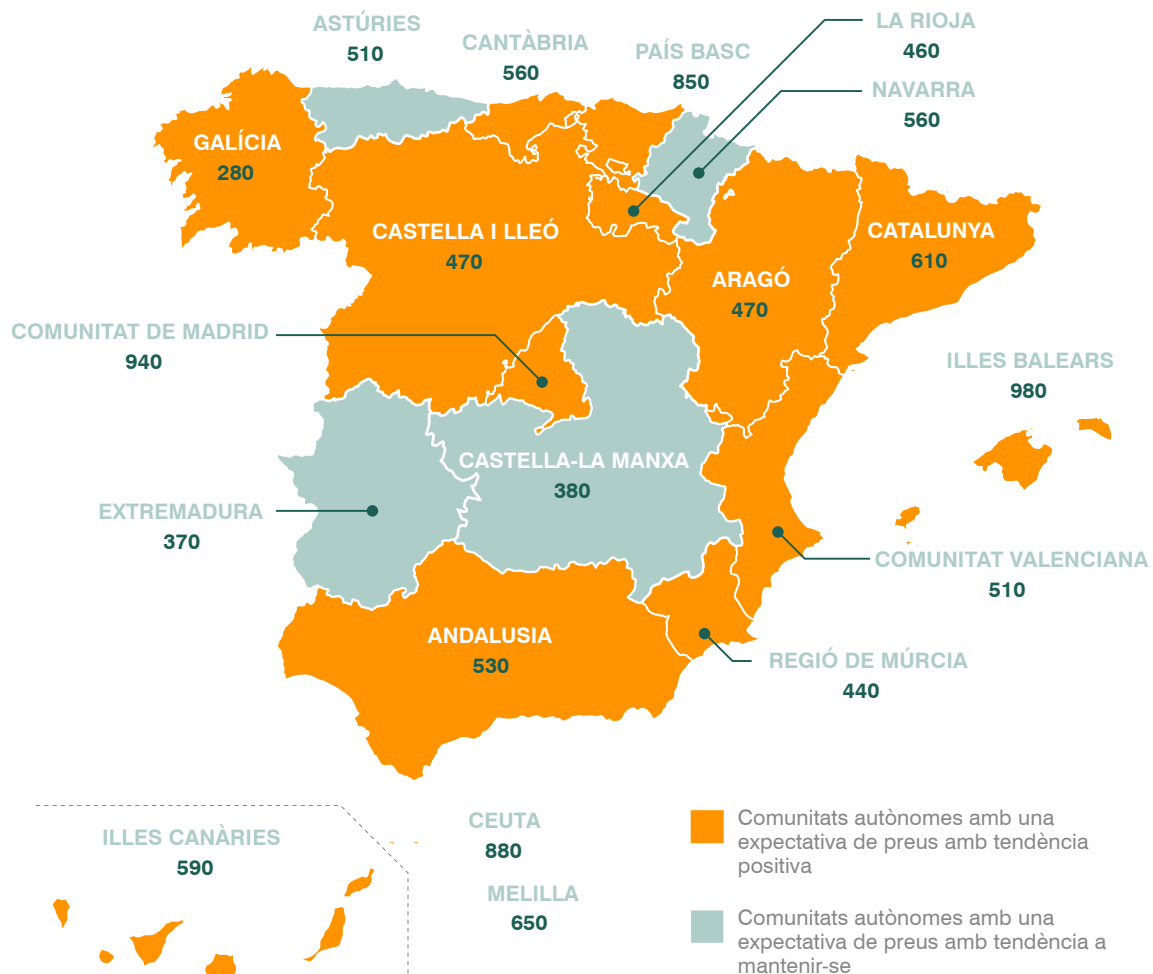 ASTÚRIES
510
CANTÀBRIA
560
PAÍS BASC
850
LA RIOJA
460
NAVARRA
560
GALÍCIA
280
CASTELLA I LLEÓ
470
ARAGÓ
470
CATALUNYA
610
COMUNITAT DE MADRID
940
ILLES BALEARS
980
CASTELLA-LA MANXA
380
EXTREMADURA
370
COMUNITAT VALENCIANA
510
ANDALUSIA
530
REGIÓ DE MÚRCIA
440
ILLES CANÀRIES
590
CEUTA
880
MELILLA
650
Comunitats autònomes amb una
expectativa de preus amb tendència
positiva
Comunitats autònomes amb una
expectativa de preus amb tendència a
mantenir-se